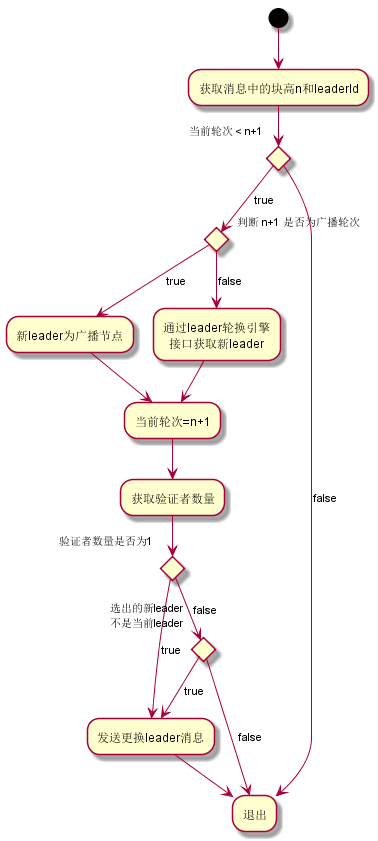 获取消息中的块高n和leaderId
当前轮次 < n+1
true
判断 n+1 是否为广播轮次
true
false
新leader为广播节点
通过leader轮换引擎
接口获取新leader
当前轮次=n+1
获取验证者数量
false
验证者数量是否为1
选出的新leader
不是当前leader
false
true
true
发送更换leader消息
false
退出